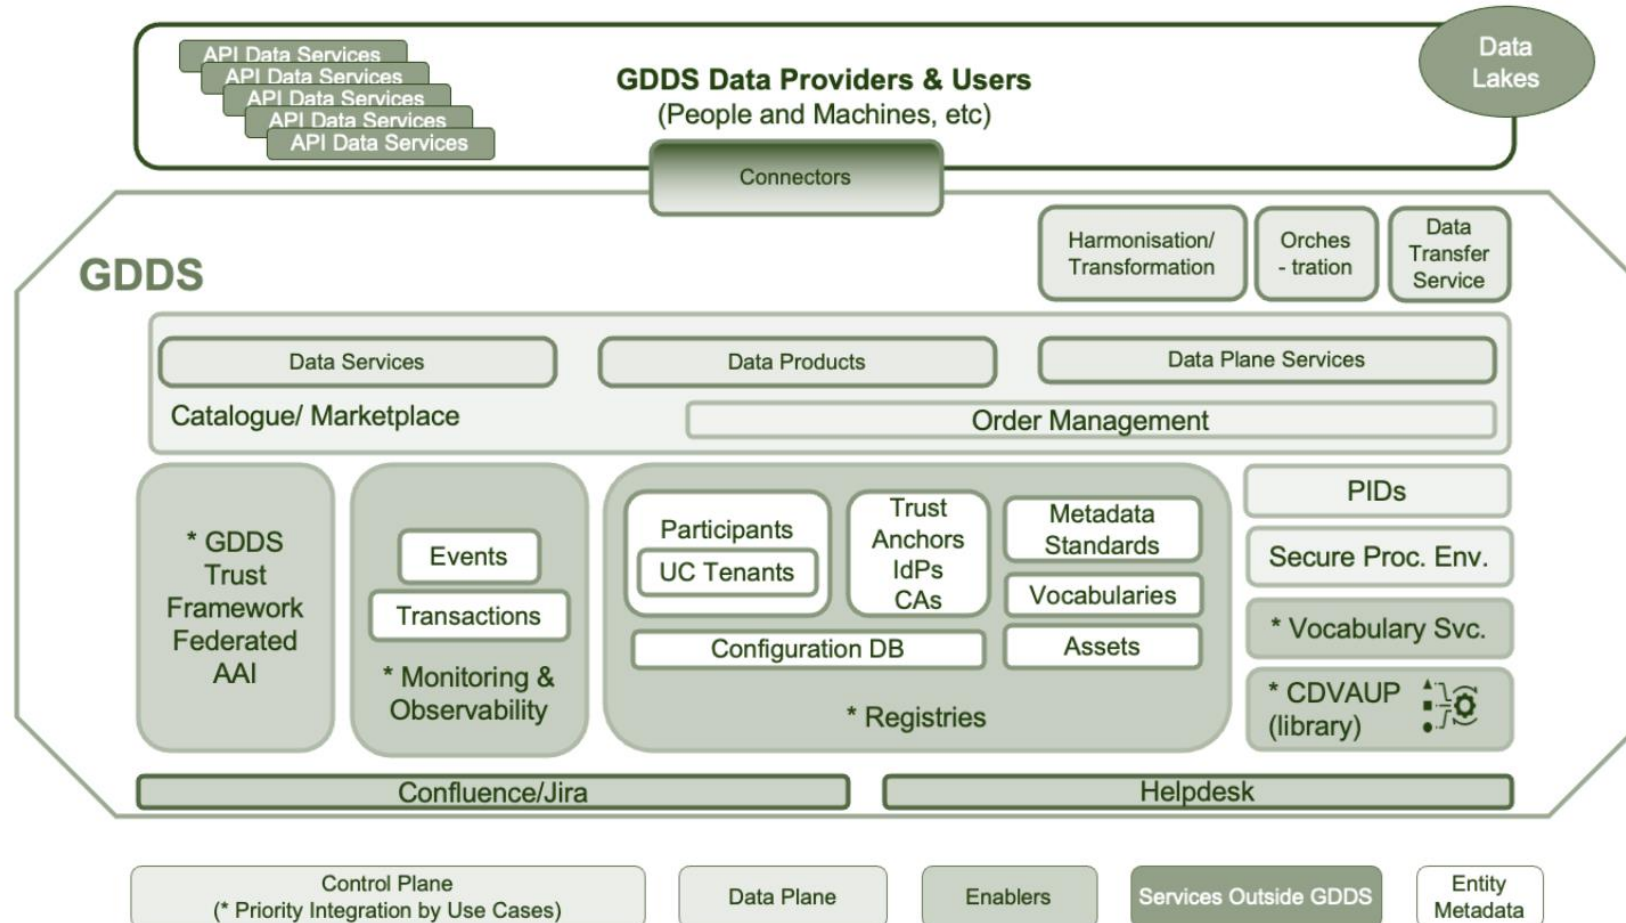 API Data Services
API Data Services
API Data Services
API Data Services
API Data Services
GDDS Data Providers & Users
(People and Machines, etc)
Data
Lakes
Connectors
GDDS
Harmonisation/
Transformation
Orches
- tration
Data
Transfer
Service
Data Services
Data Products
Data Plane Services
Catalogue/ Marketplace
Order Management
* GDDS
Trust
Framework
Federated
AAI
Events
Transactions
* Monitoring &
Observability
Participants
UC Tenants
Trust
Anchors
IdPs
CAs
Metadata
Standards
Vocabularies
Configuration DB
Assets
* Registries
PIDs
Secure Proc. Env.
* Vocabulary Svc.
* CDVAUP
(library)
Confluence/Jira
Helpdesk
Control Plane
(* Priority Integration by Use Cases)
Data Plane
Enablers
Services Outside GDDS
Entity
Metadata